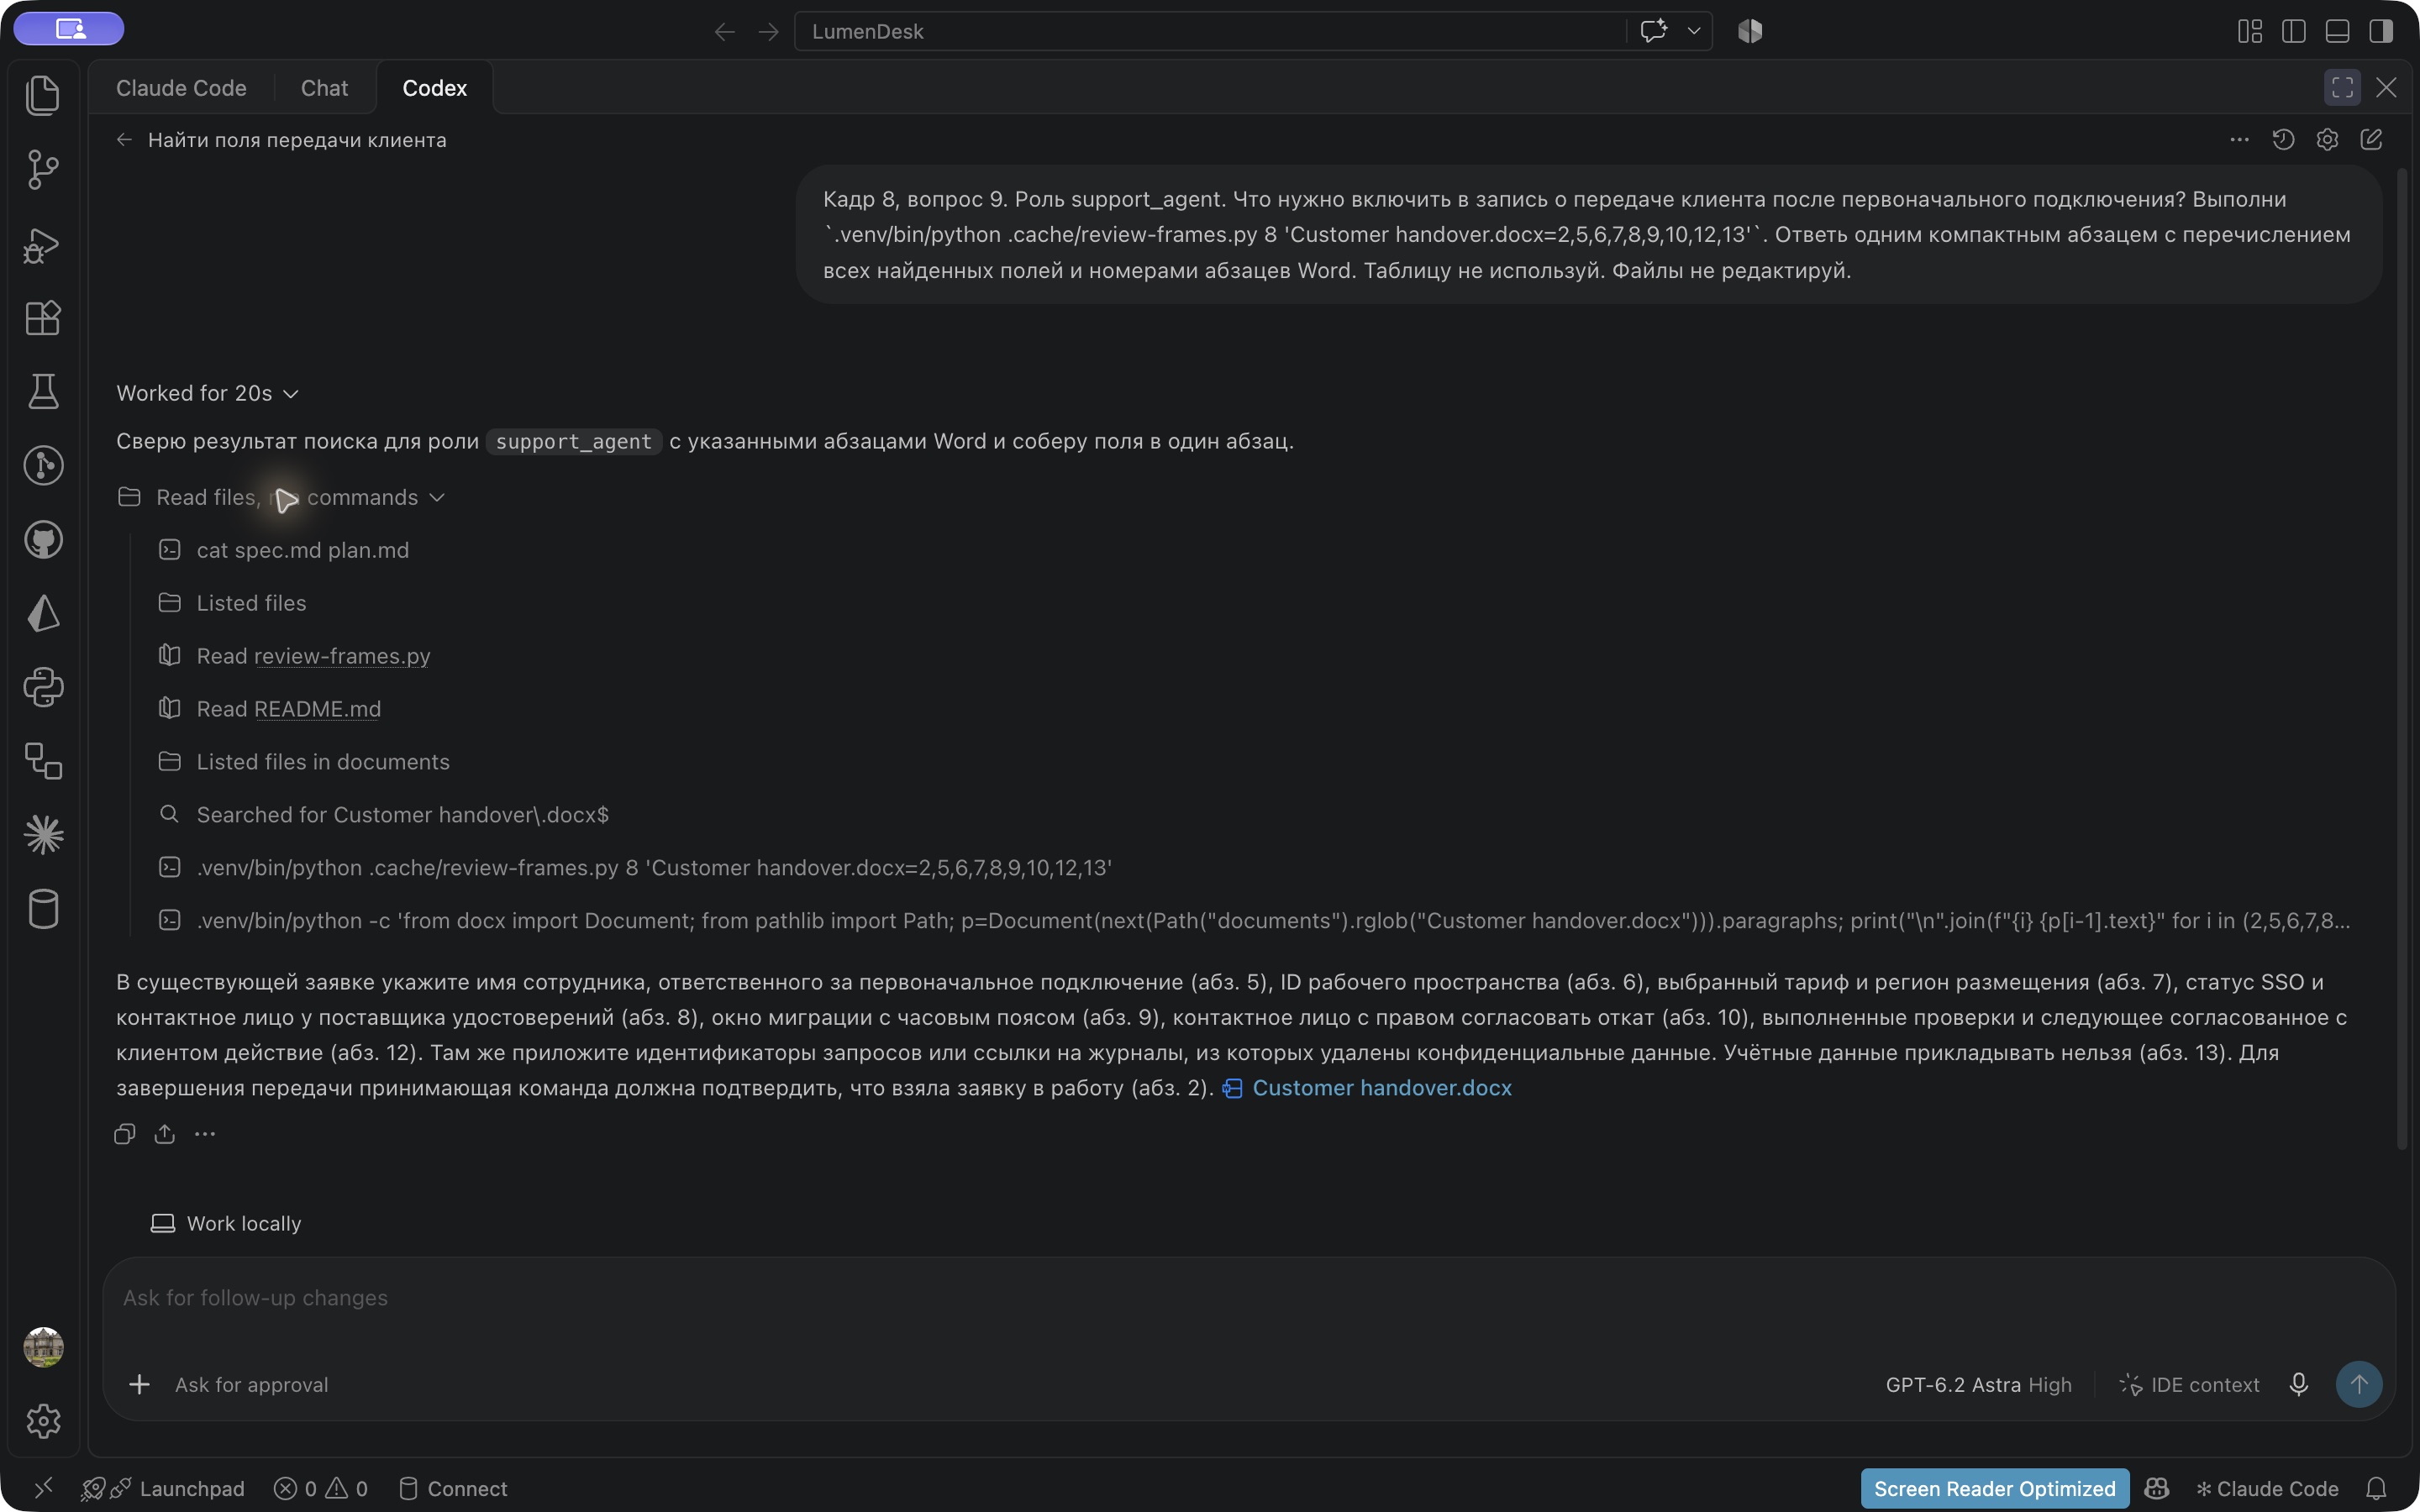 LumenDesk
Claude Code
Chat
Codex
Найти поля передачи клиента
Кадр 8, вопрос 9. Роль support_agent. Что нужно включить в запись о передаче клиента после первоначального подключения? Выполни
`.venv/bin/python .cache/review-frames.py 8 'Customer handover.docx=2,5,6,7,8,9,10,12,13'`. Ответь одним компактным абзацем с перечислением
всех найденных полей и номерами абзацев Word. Таблицу не используй. Файлы не редактируй.
Worked for 20s
Сверю результат поиска для роли support_agent с указанными абзацами Word и соберу поля в один абзац.
Read files, commands
cat spec.md plan.md
Listed files
Read review-frames.py
Read README.md
Listed files in documents
Searched for Customer handover\.docx$
.venv/bin/python .cache/review-frames.py 8 'Customer handover.docx=2,5,6,7,8,9,10,12,13'
.venv/bin/python -c 'from docx import Document; from pathlib import Path; p=Document(next(Path("documents").rglob("Customer handover.docx"))).paragraphs; print("\n".join(f"{i} {p[i-1].text}" for i in (2,5,6,7,8...
В существующей заявке укажите имя сотрудника, ответственного за первоначальное подключение (абз. 5), ID рабочего пространства (абз. 6), выбранный тариф и регион размещения (абз. 7), статус SSO и
контактное лицо у поставщика удостоверений (абз. 8), окно миграции с часовым поясом (абз. 9), контактное лицо с правом согласовать откат (абз. 10), выполненные проверки и следующее согласованное с
клиентом действие (абз. 12). Там же приложите идентификаторы запросов или ссылки на журналы, из которых удалены конфиденциальные данные. Учётные данные прикладывать нельзя (абз. 13). Для
завершения передачи принимающая команда должна подтвердить, что взяла заявку в работу (абз. 2). Customer handover.docx
Work locally
Ask for follow-up changes
Ask for approval
GPT-6.2 Astra High
IDE context
Launchpad
0
0
Connect
Screen Reader Optimized
Claude Code